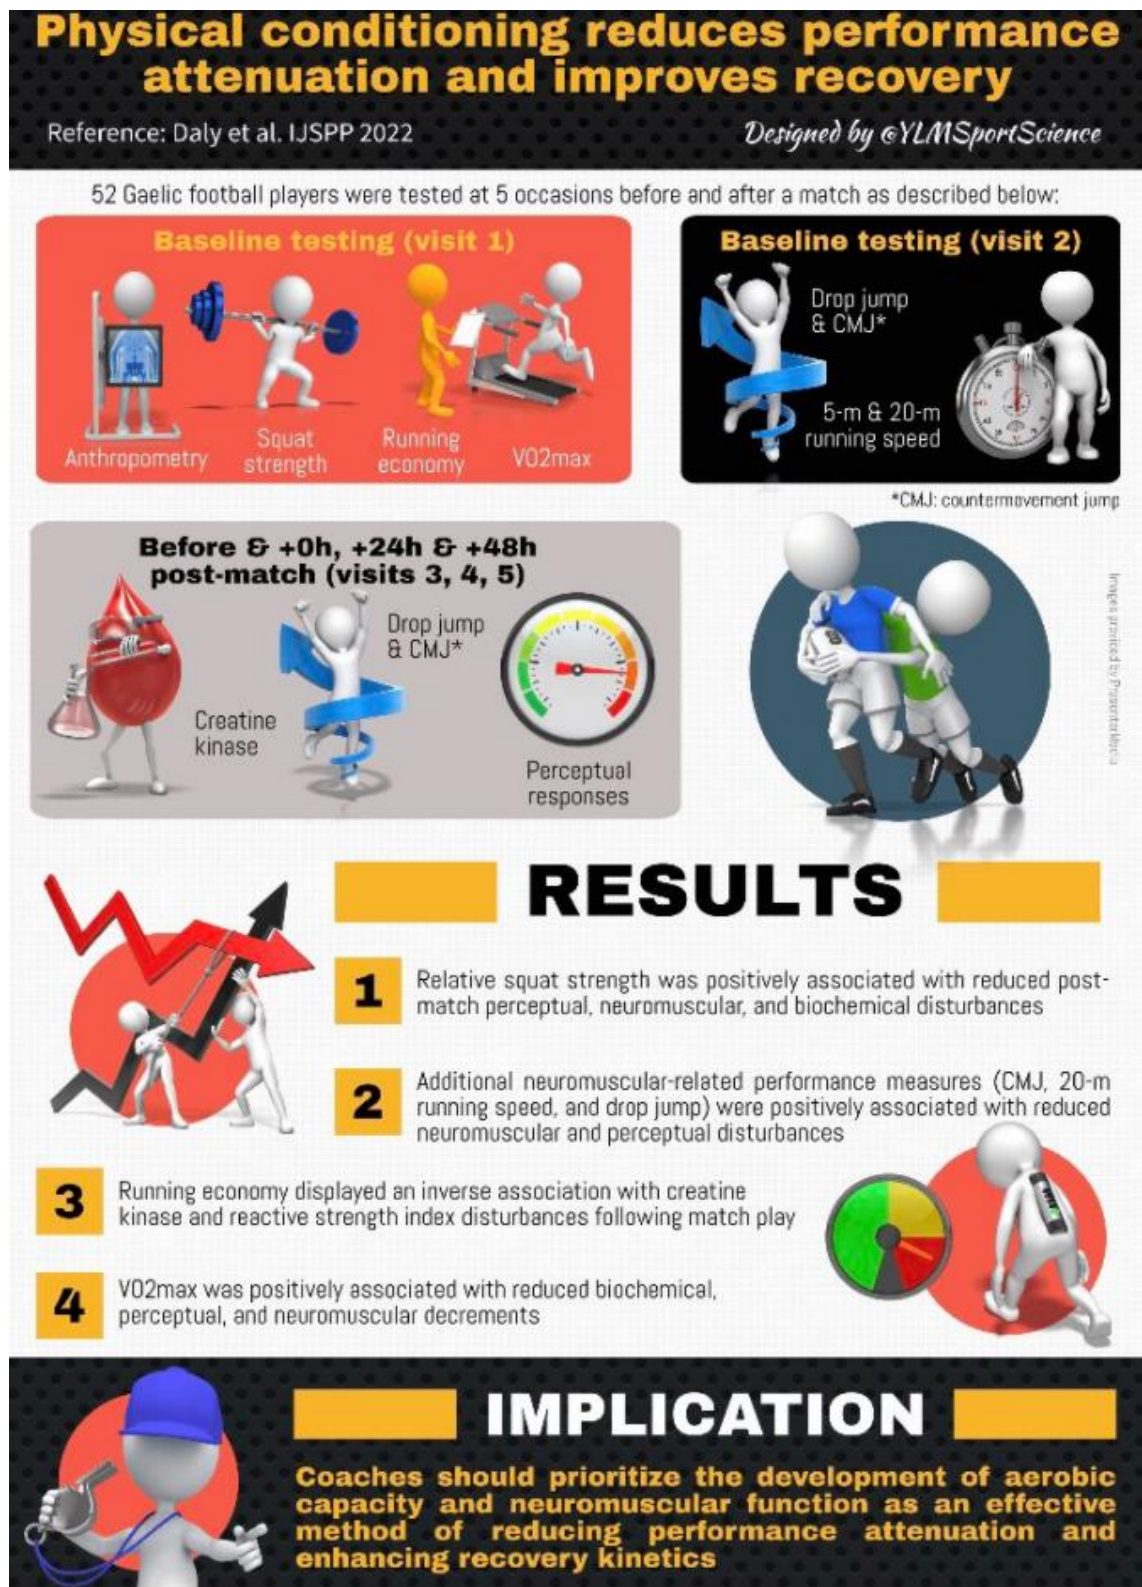 Physical conditioning reduces performance
attenuation and improves recovery
Reference: Daly et al. IJSPP 2022
Designed by @YLMSportScience
52 Gaelic football players were tested at 5 occasions before and after a match as described below:
Baseline testing (visit 1)
Anthropometry
Squat
strength
Running
economy
VO2max
Baseline testing (visit 2)
Drop jump
& CMJ*
5-m & 20-m
running speed
*CMJ: countermovement jump
Before & +0h, +24h & +48h
post-match (visits 3, 4, 5)
Creatine
kinase
Drop jump
& CMJ*
Perceptual
responses
Images provided by PresenterMedia
RESULTS
1
Relative squat strength was positively associated with reduced post-
match perceptual, neuromuscular, and biochemical disturbances
2
Additional neuromuscular-related performance measures (CMJ, 20-m
running speed, and drop jump) were positively associated with reduced
neuromuscular and perceptual disturbances
3
Running economy displayed an inverse association with creatine
kinase and reactive strength index disturbances following match play
4
VO2max was positively associated with reduced biochemical,
perceptual, and neuromuscular decrements
IMPLICATION
Coaches should prioritize the development of aerobic
capacity and neuromuscular function as an effective
method of reducing performance attenuation and
enhancing recovery kinetics